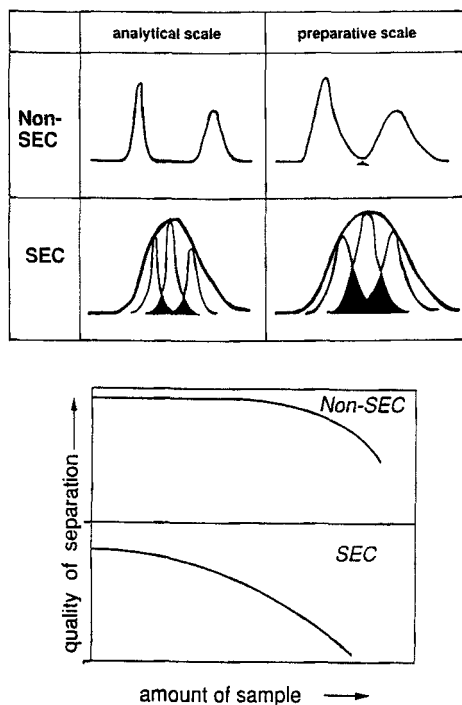 analytical scale
preparative scale
Non-
SEC
SEC
Non-SEC
quality of separation
SEC
amount of sample